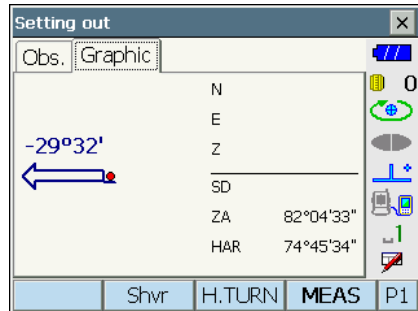 Setting out
Obs. Graphic
0
N
E
-29°32' Z
SD
ZA 82°04'33"
HAR 74°45'34"
1
Shvr H.TURN MEAS P1